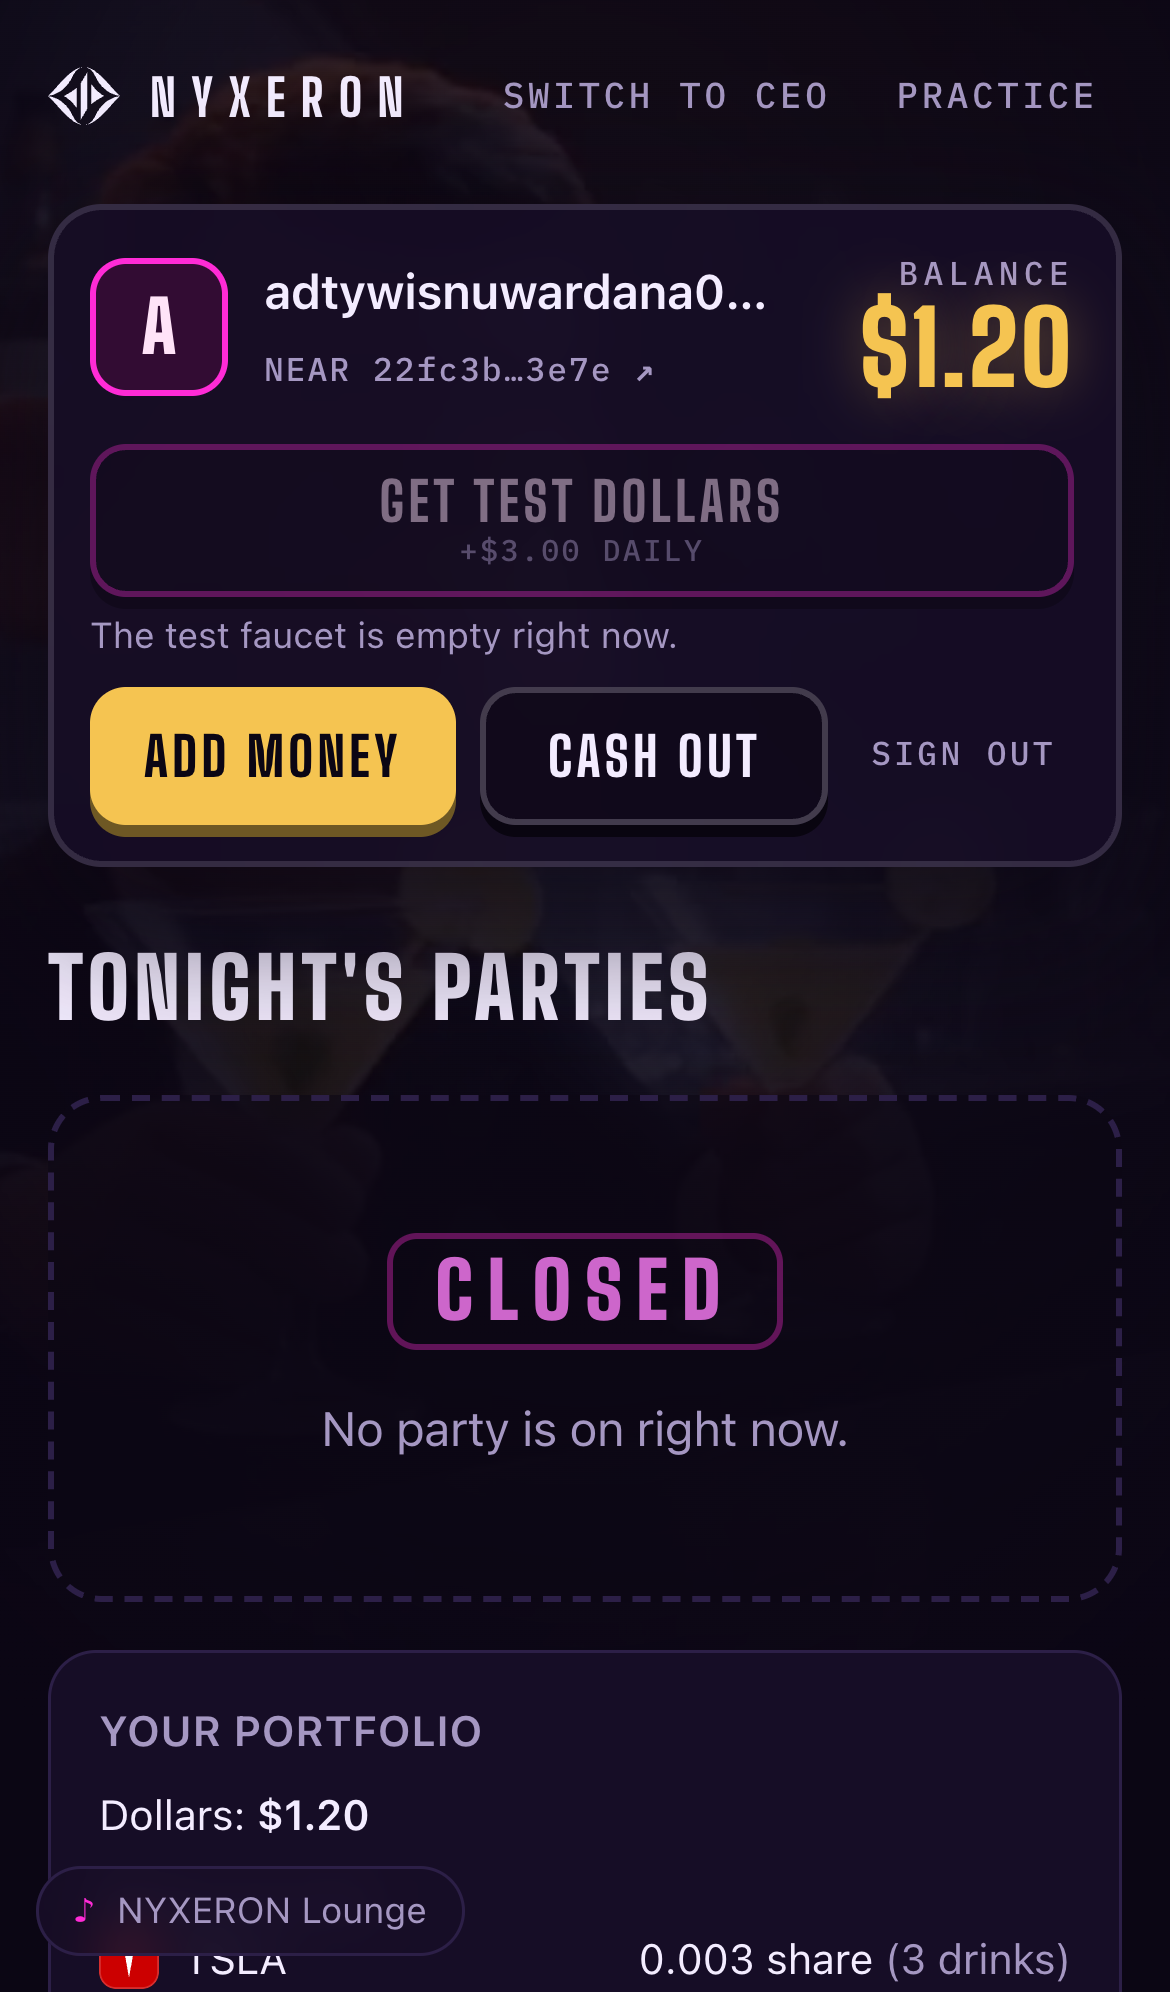 NYXERON
SWITCH TO CEO
PRACTICE
A
adtywisnuwardana0...
NEAR 22fc3b…3e7e ↗
BALANCE
$1.20
GET TEST DOLLARS
+$3.00 DAILY
The test faucet is empty right now.
ADD MONEY
CASH OUT
SIGN OUT
TONIGHT'S PARTIES
CLOSED
No party is on right now.
YOUR PORTFOLIO
Dollars: $1.20
♪ NYXERON Lounge
TSLA
0.003 share (3 drinks)